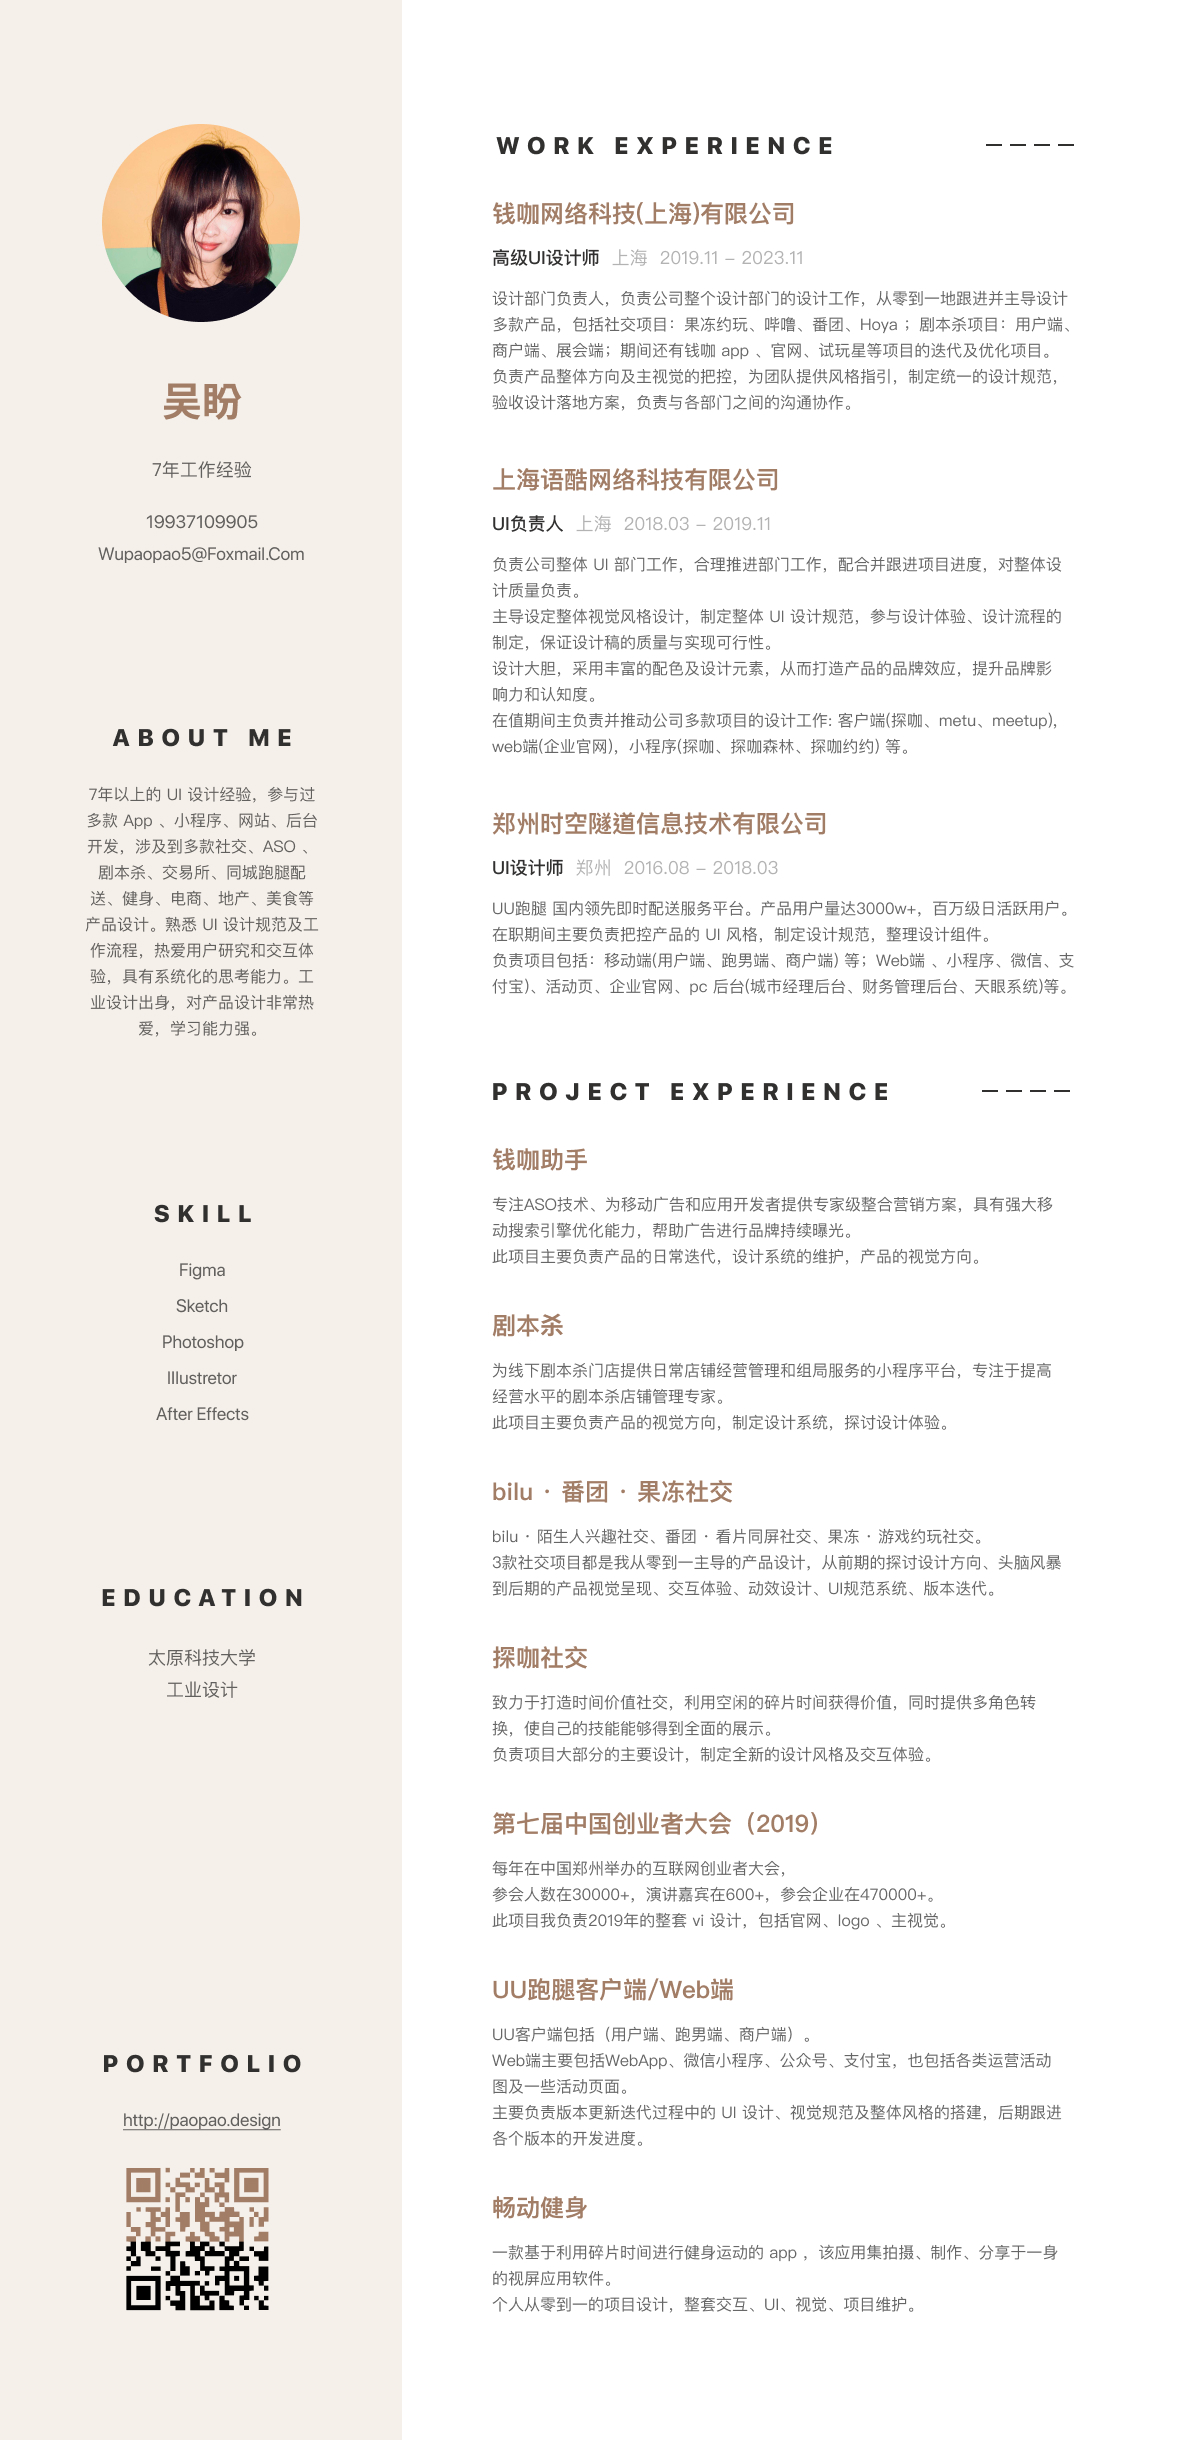 吴盼
7年工作经验
19937109905
Wupaopao5@Foxmail.Com
ABOUT ME
7年以上的 UI 设计经验，参与过
多款 App 、小程序、网站、后台
开发，涉及到多款社交、ASO 、
剧本杀、交易所、同城跑腿配
送、健身、电商、地产、美食等
产品设计。熟悉 UI 设计规范及工
作流程，热爱用户研究和交互体
验，具有系统化的思考能力。工
业设计出身，对产品设计非常热
爱，学习能力强。
SKILL
Figma
Sketch
Photoshop
Illustretor
After Effects
EDUCATION
太原科技大学
工业设计
PORTFOLIO
http://paopao.design
WORK EXPERIENCE
钱咖网络科技(上海)有限公司
高级UI设计师 上海 2019.11 – 2023.11
设计部门负责人，负责公司整个设计部门的设计工作，从零到一地跟进并主导设计
多款产品，包括社交项目：果冻约玩、哔噜、番团、Hoya ；剧本杀项目：用户端、
商户端、展会端；期间还有钱咖 app 、官网、试玩星等项目的迭代及优化项目。
负责产品整体方向及主视觉的把控，为团队提供风格指引，制定统一的设计规范，
验收设计落地方案，负责与各部门之间的沟通协作。
上海语酷网络科技有限公司
UI负责人 上海 2018.03 – 2019.11
负责公司整体 UI 部门工作，合理推进部门工作，配合并跟进项目进度，对整体设
计质量负责。
主导设定整体视觉风格设计，制定整体 UI 设计规范，参与设计体验、设计流程的
制定，保证设计稿的质量与实现可行性。
设计大胆，采用丰富的配色及设计元素，从而打造产品的品牌效应，提升品牌影
响力和认知度。
在值期间主负责并推动公司多款项目的设计工作: 客户端(探咖、metu、meetup),
web端(企业官网)，小程序(探咖、探咖森林、探咖约约) 等。
郑州时空隧道信息技术有限公司
UI设计师 郑州 2016.08 – 2018.03
UU跑腿 国内领先即时配送服务平台。产品用户量达3000w+，百万级日活跃用户。
在职期间主要负责把控产品的 UI 风格，制定设计规范，整理设计组件。
负责项目包括：移动端(用户端、跑男端、商户端) 等；Web端 、小程序、微信、支
付宝)、活动页、企业官网、pc 后台(城市经理后台、财务管理后台、天眼系统)等。
PROJECT EXPERIENCE
钱咖助手
专注ASO技术、为移动广告和应用开发者提供专家级整合营销方案，具有强大移
动搜索引擎优化能力，帮助广告进行品牌持续曝光。
此项目主要负责产品的日常迭代，设计系统的维护，产品的视觉方向。
剧本杀
为线下剧本杀门店提供日常店铺经营管理和组局服务的小程序平台，专注于提高
经营水平的剧本杀店铺管理专家。
此项目主要负责产品的视觉方向，制定设计系统，探讨设计体验。
bilu · 番团 · 果冻社交
bilu · 陌生人兴趣社交、番团 · 看片同屏社交、果冻 · 游戏约玩社交。
3款社交项目都是我从零到一主导的产品设计，从前期的探讨设计方向、头脑风暴
到后期的产品视觉呈现、交互体验、动效设计、UI规范系统、版本迭代。
探咖社交
致力于打造时间价值社交，利用空闲的碎片时间获得价值，同时提供多角色转
换，使自己的技能能够得到全面的展示。
负责项目大部分的主要设计，制定全新的设计风格及交互体验。
第七届中国创业者大会（2019）
每年在中国郑州举办的互联网创业者大会，
参会人数在30000+，演讲嘉宾在600+，参会企业在470000+。
此项目我负责2019年的整套 vi 设计，包括官网、logo 、主视觉。
UU跑腿客户端/Web端
UU客户端包括（用户端、跑男端、商户端）。
Web端主要包括WebApp、微信小程序、公众号、支付宝，也包括各类运营活动
图及一些活动页面。
主要负责版本更新迭代过程中的 UI 设计、视觉规范及整体风格的搭建，后期跟进
各个版本的开发进度。
畅动健身
一款基于利用碎片时间进行健身运动的 app ，该应用集拍摄、制作、分享于一身
的视屏应用软件。
个人从零到一的项目设计，整套交互、UI、视觉、项目维护。